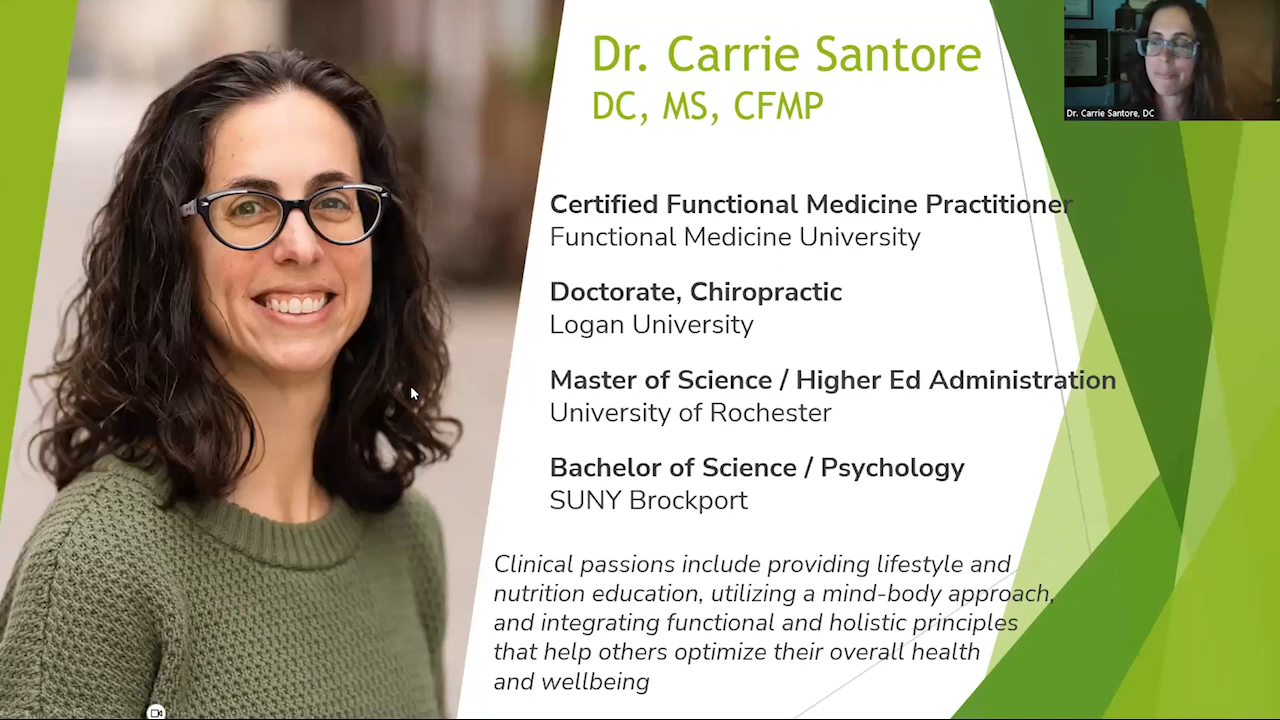 Dr. Carrie Santore
DC, MS, CFMP
Dr. Carrie Santore, DC
Certified Functional Medicine Practitioner
Functional Medicine University
Doctorate, Chiropractic
Logan University
Master of Science / Higher Ed Administration
University of Rochester
Bachelor of Science / Psychology
SUNY Brockport
Clinical passions include providing lifestyle and
nutrition education, utilizing a mind-body approach,
and integrating functional and holistic principles
that help others optimize their overall health
and wellbeing